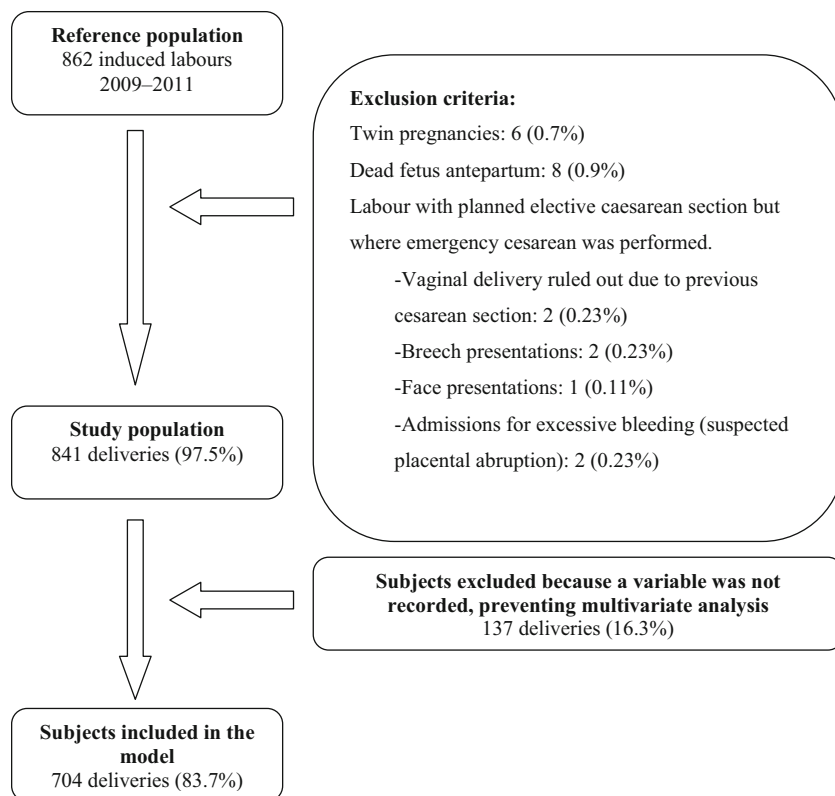 Reference population
862 induced labours
2009–2011
Exclusion criteria:
Twin pregnancies: 6 (0.7%)
Dead fetus antepartum: 8 (0.9%)
Labour with planned elective caesarean section but
where emergency cesarean was performed.
-Vaginal delivery ruled out due to previous
cesarean section: 2 (0.23%)
-Breech presentations: 2 (0.23%)
-Face presentations: 1 (0.11%)
-Admissions for excessive bleeding (suspected
placental abruption): 2 (0.23%)
Study population
841 deliveries (97.5%)
Subjects excluded because a variable was not
recorded, preventing multivariate analysis
137 deliveries (16.3%)
Subjects included in the
model
704 deliveries (83.7%)